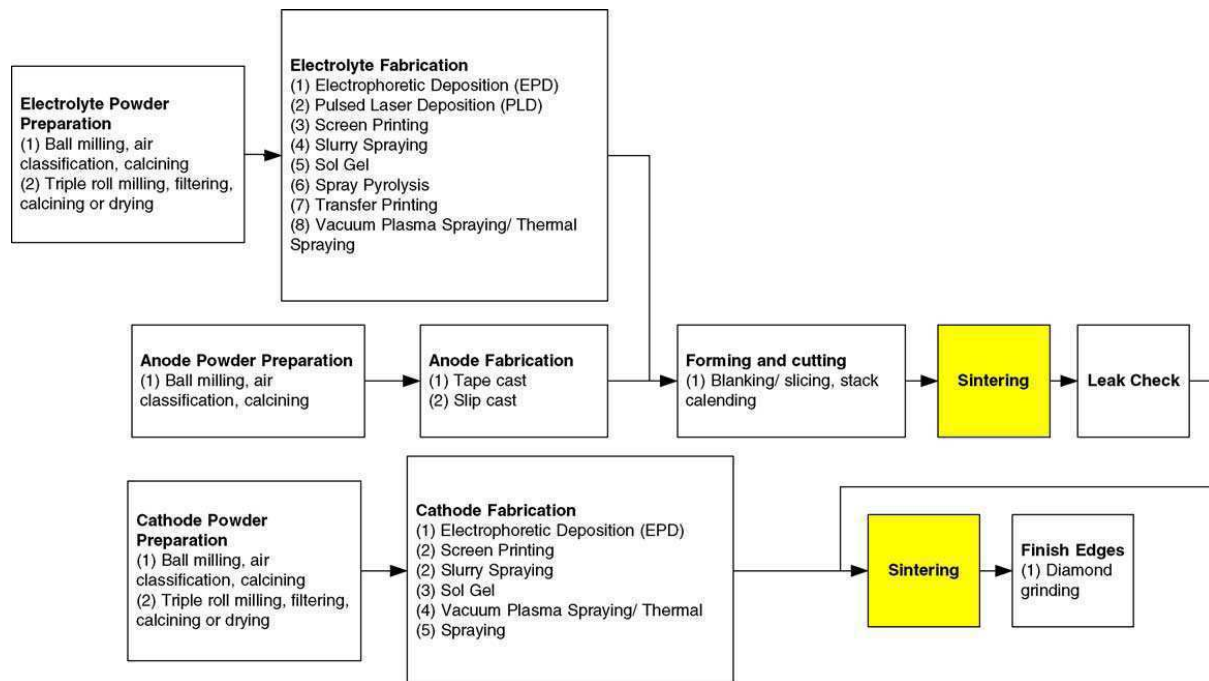 Electrolyte Powder
Preparation
(1) Ball milling, air
classification, calcining
(2) Triple roll milling, filtering,
calcining or drying
Electrolyte Fabrication
(1) Electrophoretic Deposition (EPD)
(2) Pulsed Laser Deposition (PLD)
(3) Screen Printing
(4) Slurry Spraying
(5) Sol Gel
(6) Spray Pyrolysis
(7) Transfer Printing
(8) Vacuum Plasma Spraying/ Thermal
Spraying
Anode Powder Preparation
(1) Ball milling, air
classification, calcining
Anode Fabrication
(1) Tape cast
(2) Slip cast
Forming and cutting
(1) Blanking/ slicing, stack
calending
Sintering
Leak Check
Cathode Powder
Preparation
(1) Ball milling, air
classification, calcining
(2) Triple roll milling, filtering,
calcining or drying
Cathode Fabrication
(1) Electrophoretic Deposition (EPD)
(2) Screen Printing
(2) Slurry Spraying
(3) Sol Gel
(4) Vacuum Plasma Spraying/ Thermal
(5) Spraying
Sintering
Finish Edges
(1) Diamond
grinding